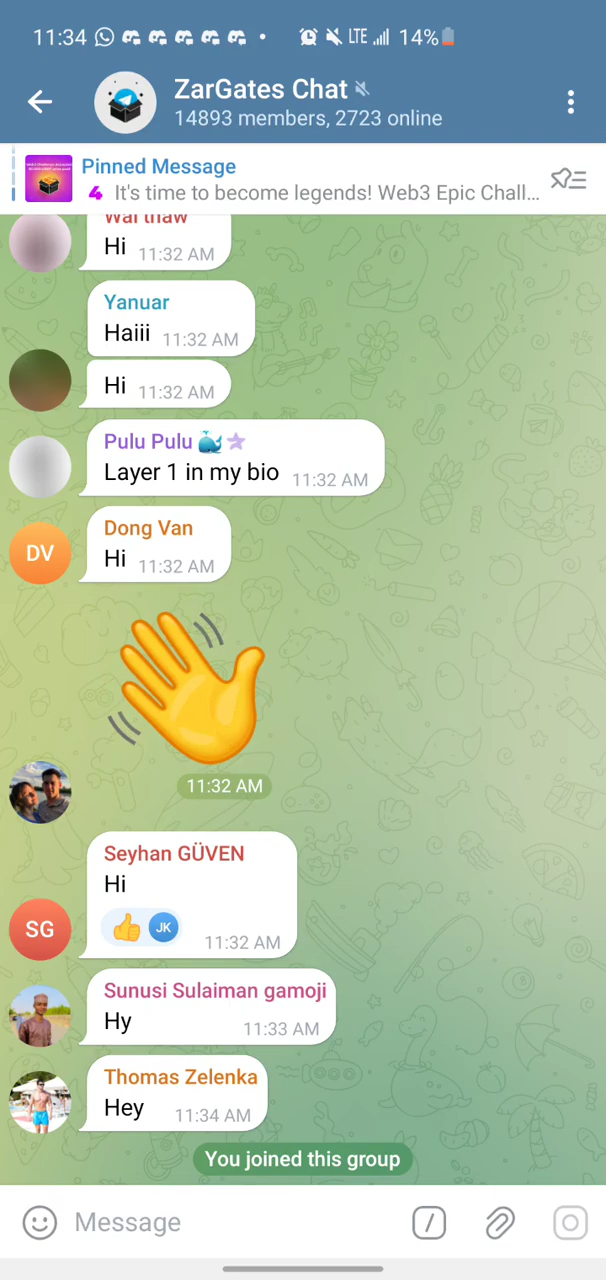 11:34
LTE 14%
ZarGates Chat
14893 members, 2723 online
Pinned Message
It's time to become legends! Web3 Epic Chall...
Wai thaw
Hi 11:32 AM
Yanuar
Haiii 11:32 AM
Hi 11:32 AM
Pulu Pulu
Layer 1 in my bio 11:32 AM
DV
Dong Van
Hi 11:32 AM
11:32 AM
Seyhan GÜVEN
Hi
SG
JK
11:32 AM
Sunusi Sulaiman gamoji
Hy 11:33 AM
Thomas Zelenka
Hey 11:34 AM
You joined this group
Message